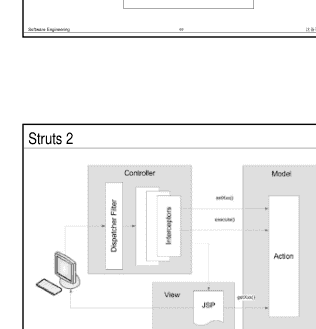 Software Engineering
Struts 2
Controller
Model
Dispatcher Filter
Interceptors
setXxx()
execute()
Action
View
JSP
getXxx()